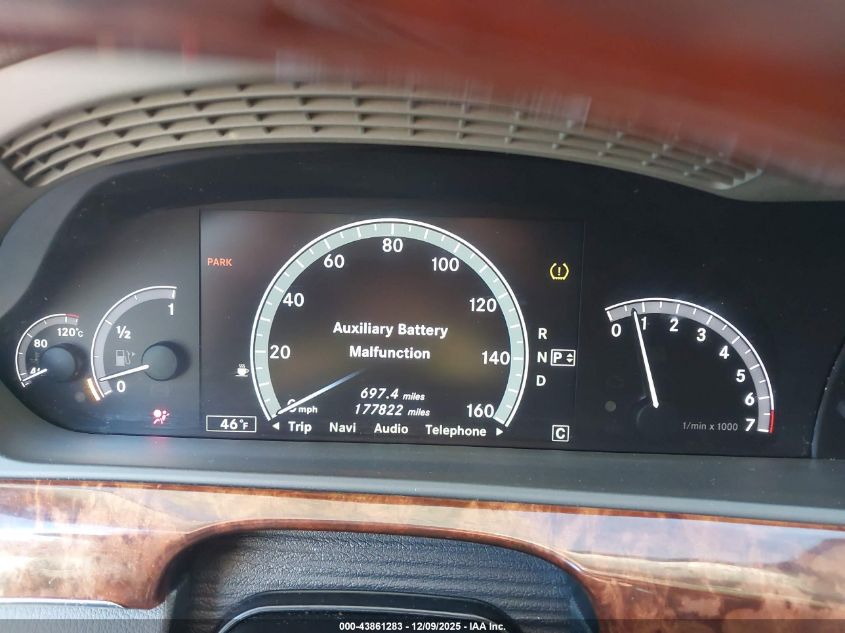 PARK
20
40
60
80
100
120
140
160
mph
Auxiliary Battery
Malfunction
697.4 miles
177822 miles
Trip Navi Audio Telephone
46°F
R
N P
D
C
120°C
80
1
½
0
0 1 2 3 4 5 6 7
1/min x 1000
000-43861283 - 12/09/2025 - IAA Inc.